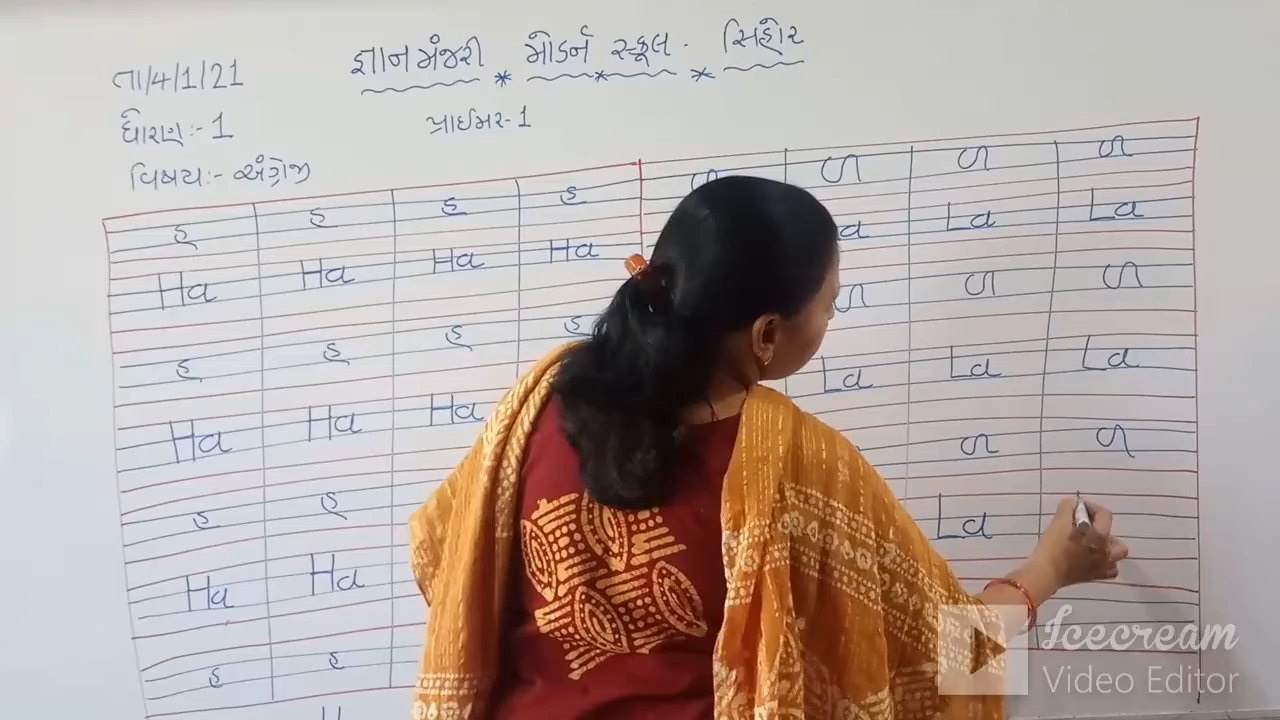 જ્ઞાનમંજરી * મોડર્ન * સ્કૂલ - * સિહોર
તા/4/1/21
ધોરણ :- 1
પ્રાઈમર - 1
વિષય :- અંગ્રેજી
હ હ હ હ ળ ળ ળ ળ
Ha Ha Ha Ha La La La
હ હ હ હ ળ ળ ળ
Ha Ha Ha La La La
હ હ ળ ળ
Ha Ha La
હ હ
Icecream
Video Editor